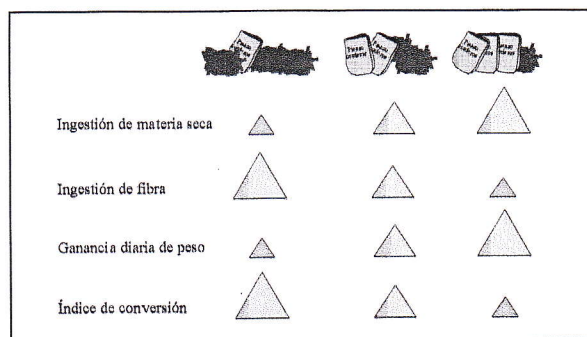 Ingestión de materia seca
Ingestión de fibra
Ganancia diaria de peso
Índice de conversión